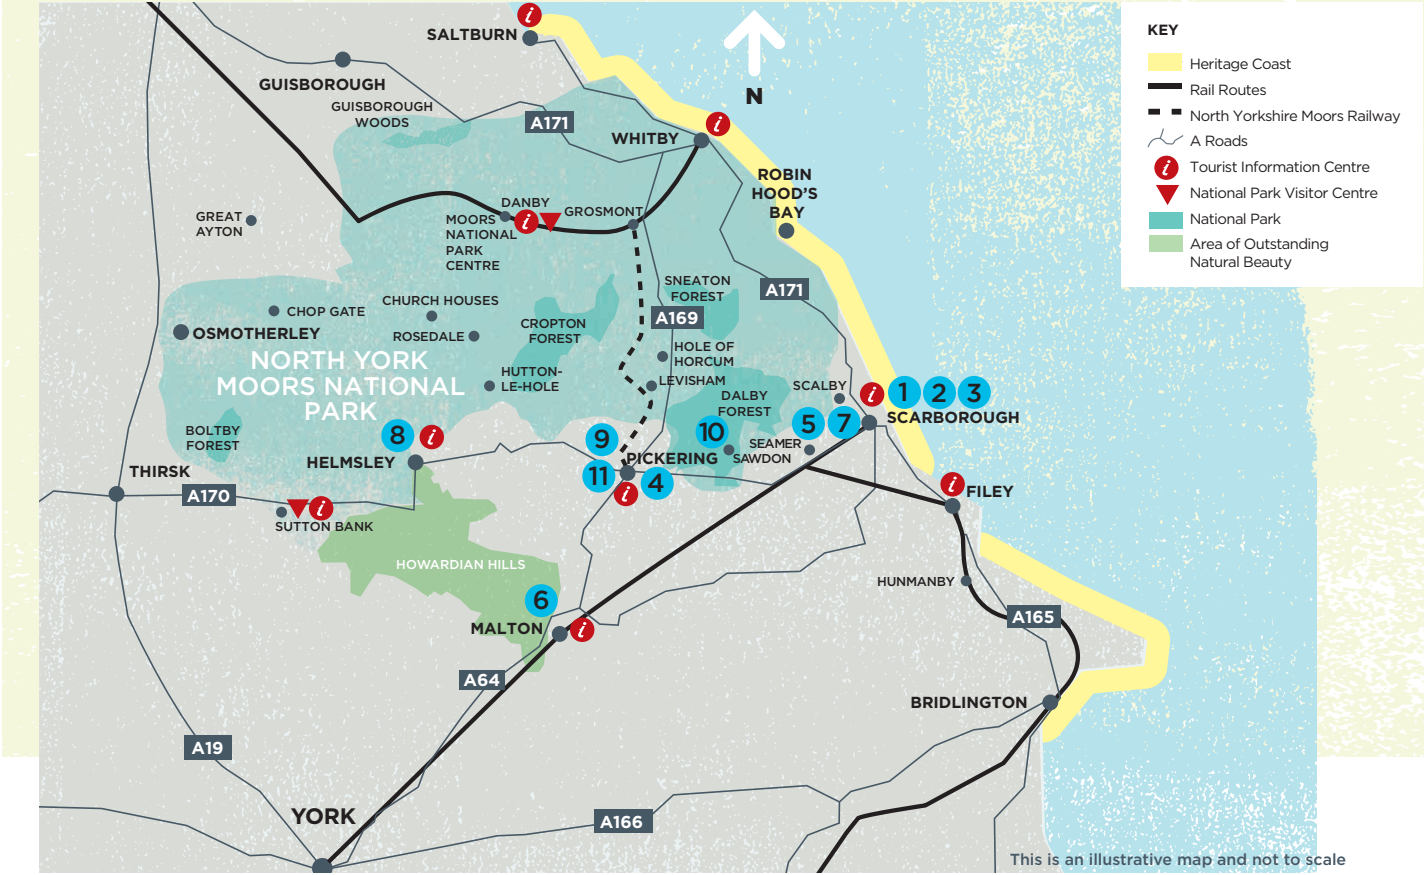 SALTBURN
GUISBOROUGH
GUISBOROUGH
WOODS
A171
WHITBY
N
ROBIN
HOOD'S
BAY
KEY
Heritage Coast
Rail Routes
North Yorkshire Moors Railway
A Roads
i Tourist Information Centre
National Park Visitor Centre
National Park
Area of Outstanding
Natural Beauty
GREAT
AYTON
DANBY
MOORS
NATIONAL
PARK
CENTRE
GROSMONT
SNEATON
FOREST
A171
A169
CHOP GATE
CHURCH HOUSES
OSMOTHERLEY
ROSEDALE
CROPTON
FOREST
HOLE OF
HORCUM
NORTH YORK
MOORS NATIONAL
PARK
HUTTON-
LE-HOLE
LEVISHAM
DALBY
FOREST
SCALBY
i 1 2 3
SCARBOROUGH
BOLTBY
FOREST
8 i
HELMSLEY
9
10
5 7
SEAMER
SAWDON
PICKERING
11 i 4
THIRSK
A170
i
SUTTON BANK
i
FILEY
HOWARDIAN HILLS
HUNMANBY
6
MALTON i
A165
A64
BRIDLINGTON
A19
YORK
A166
This is an illustrative map and not to scale
i
i
i